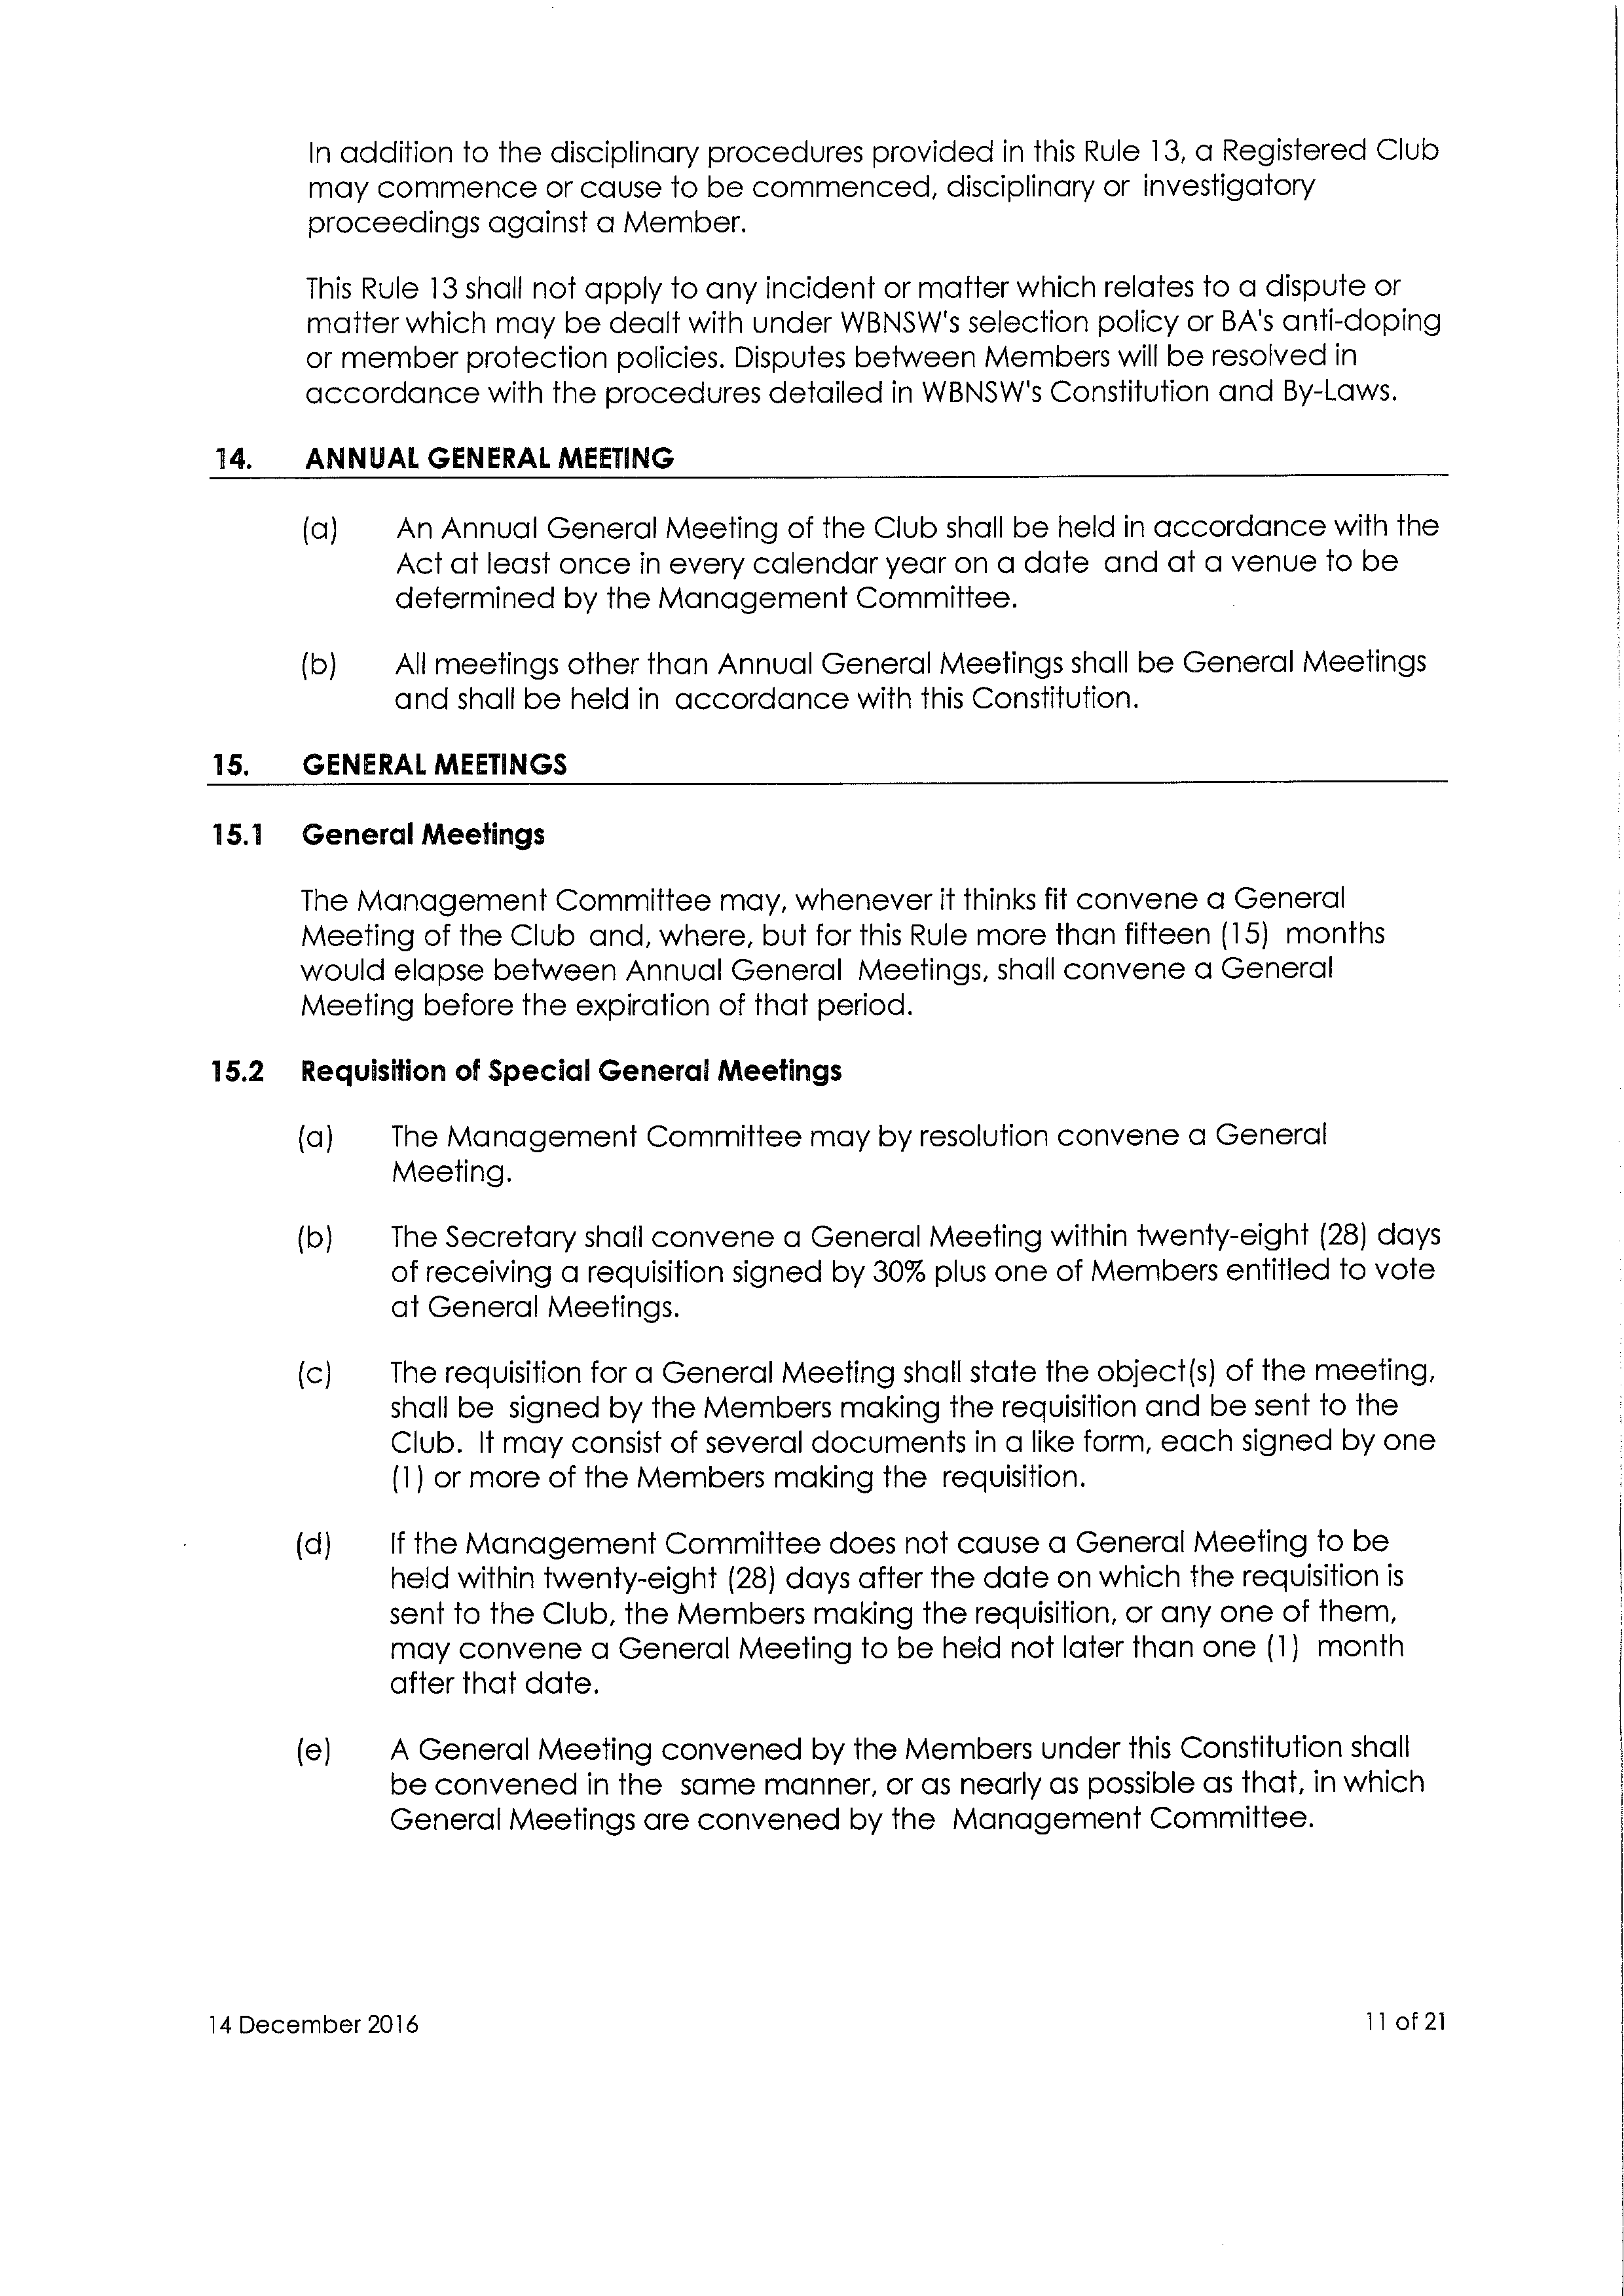 In addition to the disciplinary procedures provided in this Rule 13, a Registered Club
may commence or cause to be commenced, disciplinary or investigatory
proceedings against a Member.
This Rule 13 shall not apply to any incident or matter which relates to a dispute or
matter which may be dealt with under WBNSW's selection policy or BA's anti-doping
or member protection policies. Disputes between Members will be resolved in
accordance with the procedures detailed in WBNSW's Constitution and By-Laws.
14. ANNUAL GENERAL MEETING
(a) An Annual General Meeting of the Club shall be held in accordance with the
Act at least once in every calendar year on a date and at a venue to be
determined by the Management Committee.
(b) All meetings other than Annual General Meetings shall be General Meetings
and shall be held in accordance with this Constitution.
15. GENERAL MEETINGS
15.1 General Meetings
The Management Committee may, whenever it thinks fit convene a General
Meeting of the Club and, where, but for this Rule more than fifteen (15) months
would elapse between Annual General Meetings, shall convene a General
Meeting before the expiration of that period.
15.2 Requisition of Special General Meetings
(a) The Management Committee may by resolution convene a General
Meeting.
(b) The Secretary shall convene a General Meeting within twenty-eight (28) days
of receiving a requisition signed by 30% plus one of Members entitled to vote
at General Meetings.
(c) The requisition for a General Meeting shall state the object(s) of the meeting,
shall be signed by the Members making the requisition and be sent to the
Club. It may consist of several documents in a like form, each signed by one
(1) or more of the Members making the requisition.
(d) If the Management Committee does not cause a General Meeting to be
held within twenty-eight (28) days after the date on which the requisition is
sent to the Club, the Members making the requisition, or any one of them,
may convene a General Meeting to be held not later than one (1) month
after that date.
(e) A General Meeting convened by the Members under this Constitution shall
be convened in the same manner, or as nearly as possible as that, in which
General Meetings are convened by the Management Committee.
14 December 2016 11 of 21